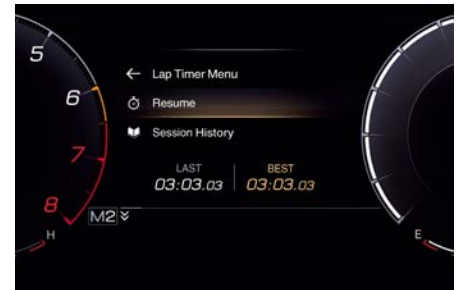 5
6
7
8
← Lap Timer Menu
Resume
Session History
LAST BEST
03:03.03 03:03.03
M2
H
E